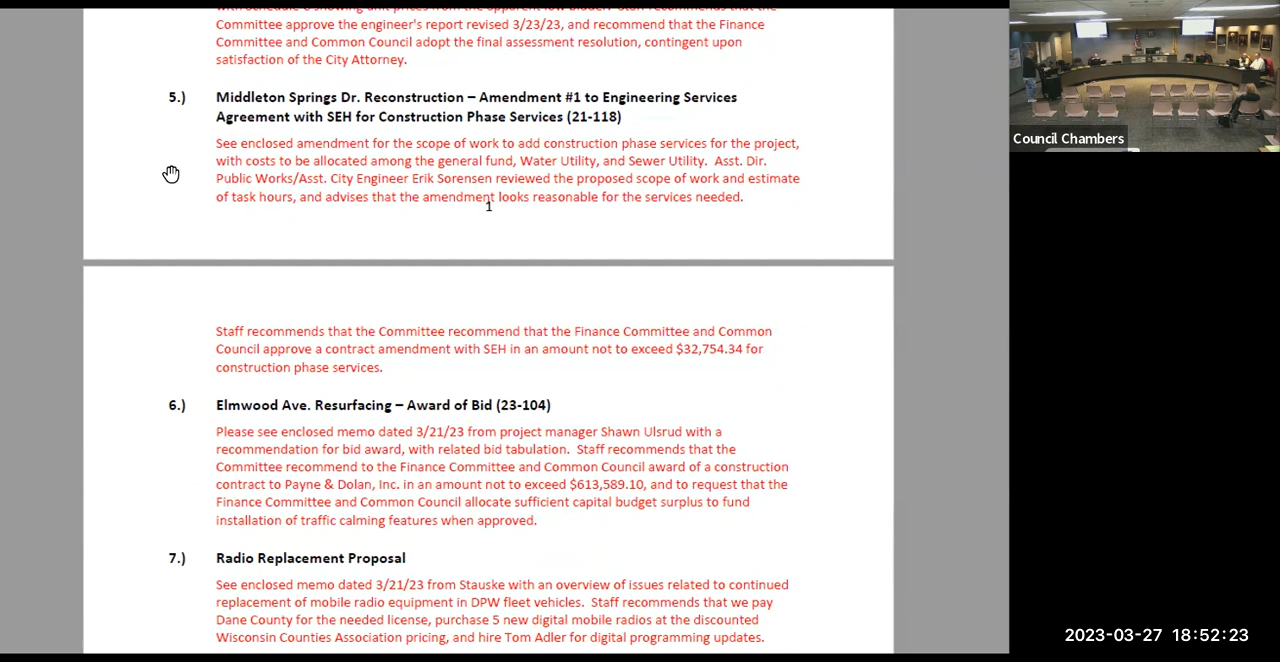 with Schedule C showing unit prices from the apparent low bidder. Staff recommends that the
Committee approve the engineer's report revised 3/23/23, and recommend that the Finance
Committee and Common Council adopt the final assessment resolution, contingent upon
satisfaction of the City Attorney.
5.) Middleton Springs Dr. Reconstruction – Amendment #1 to Engineering Services
Agreement with SEH for Construction Phase Services (21-118)
See enclosed amendment for the scope of work to add construction phase services for the project,
with costs to be allocated among the general fund, Water Utility, and Sewer Utility. Asst. Dir.
Public Works/Asst. City Engineer Erik Sorensen reviewed the proposed scope of work and estimate
of task hours, and advises that the amendment looks reasonable for the services needed.
1
Staff recommends that the Committee recommend that the Finance Committee and Common
Council approve a contract amendment with SEH in an amount not to exceed $32,754.34 for
construction phase services.
6.) Elmwood Ave. Resurfacing – Award of Bid (23-104)
Please see enclosed memo dated 3/21/23 from project manager Shawn Ulsrud with a
recommendation for bid award, with related bid tabulation. Staff recommends that the
Committee recommend to the Finance Committee and Common Council award of a construction
contract to Payne & Dolan, Inc. in an amount not to exceed $613,589.10, and to request that the
Finance Committee and Common Council allocate sufficient capital budget surplus to fund
installation of traffic calming features when approved.
7.) Radio Replacement Proposal
See enclosed memo dated 3/21/23 from Stauske with an overview of issues related to continued
replacement of mobile radio equipment in DPW fleet vehicles. Staff recommends that we pay
Dane County for the needed license, purchase 5 new digital mobile radios at the discounted
Wisconsin Counties Association pricing, and hire Tom Adler for digital programming updates.
Council Chambers
2023-03-27 18:52:23